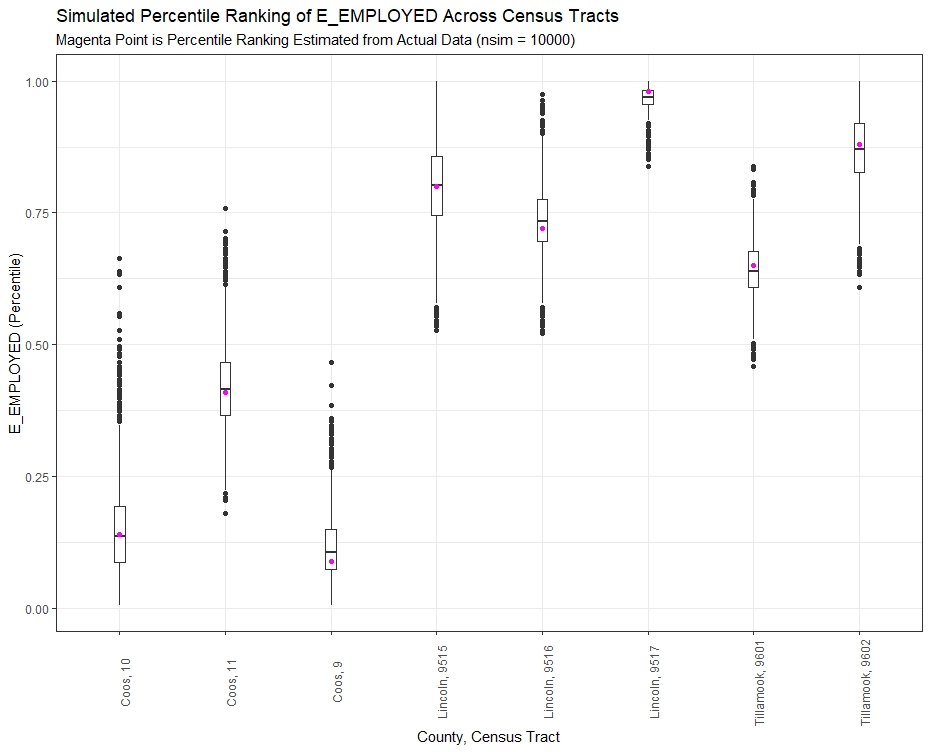 Simulated Percentile Ranking of E_EMPLOYED Across Census Tracts
Magenta Point is Percentile Ranking Estimated from Actual Data (nsim = 10000)
E_EMPLOYED (Percentile)
1.00
0.75
0.50
0.25
0.00
Coos, 10
Coos, 11
Coos, 9
Lincoln, 9515
Lincoln, 9516
Lincoln, 9517
Tillamook, 9601
Tillamook, 9602
County, Census Tract